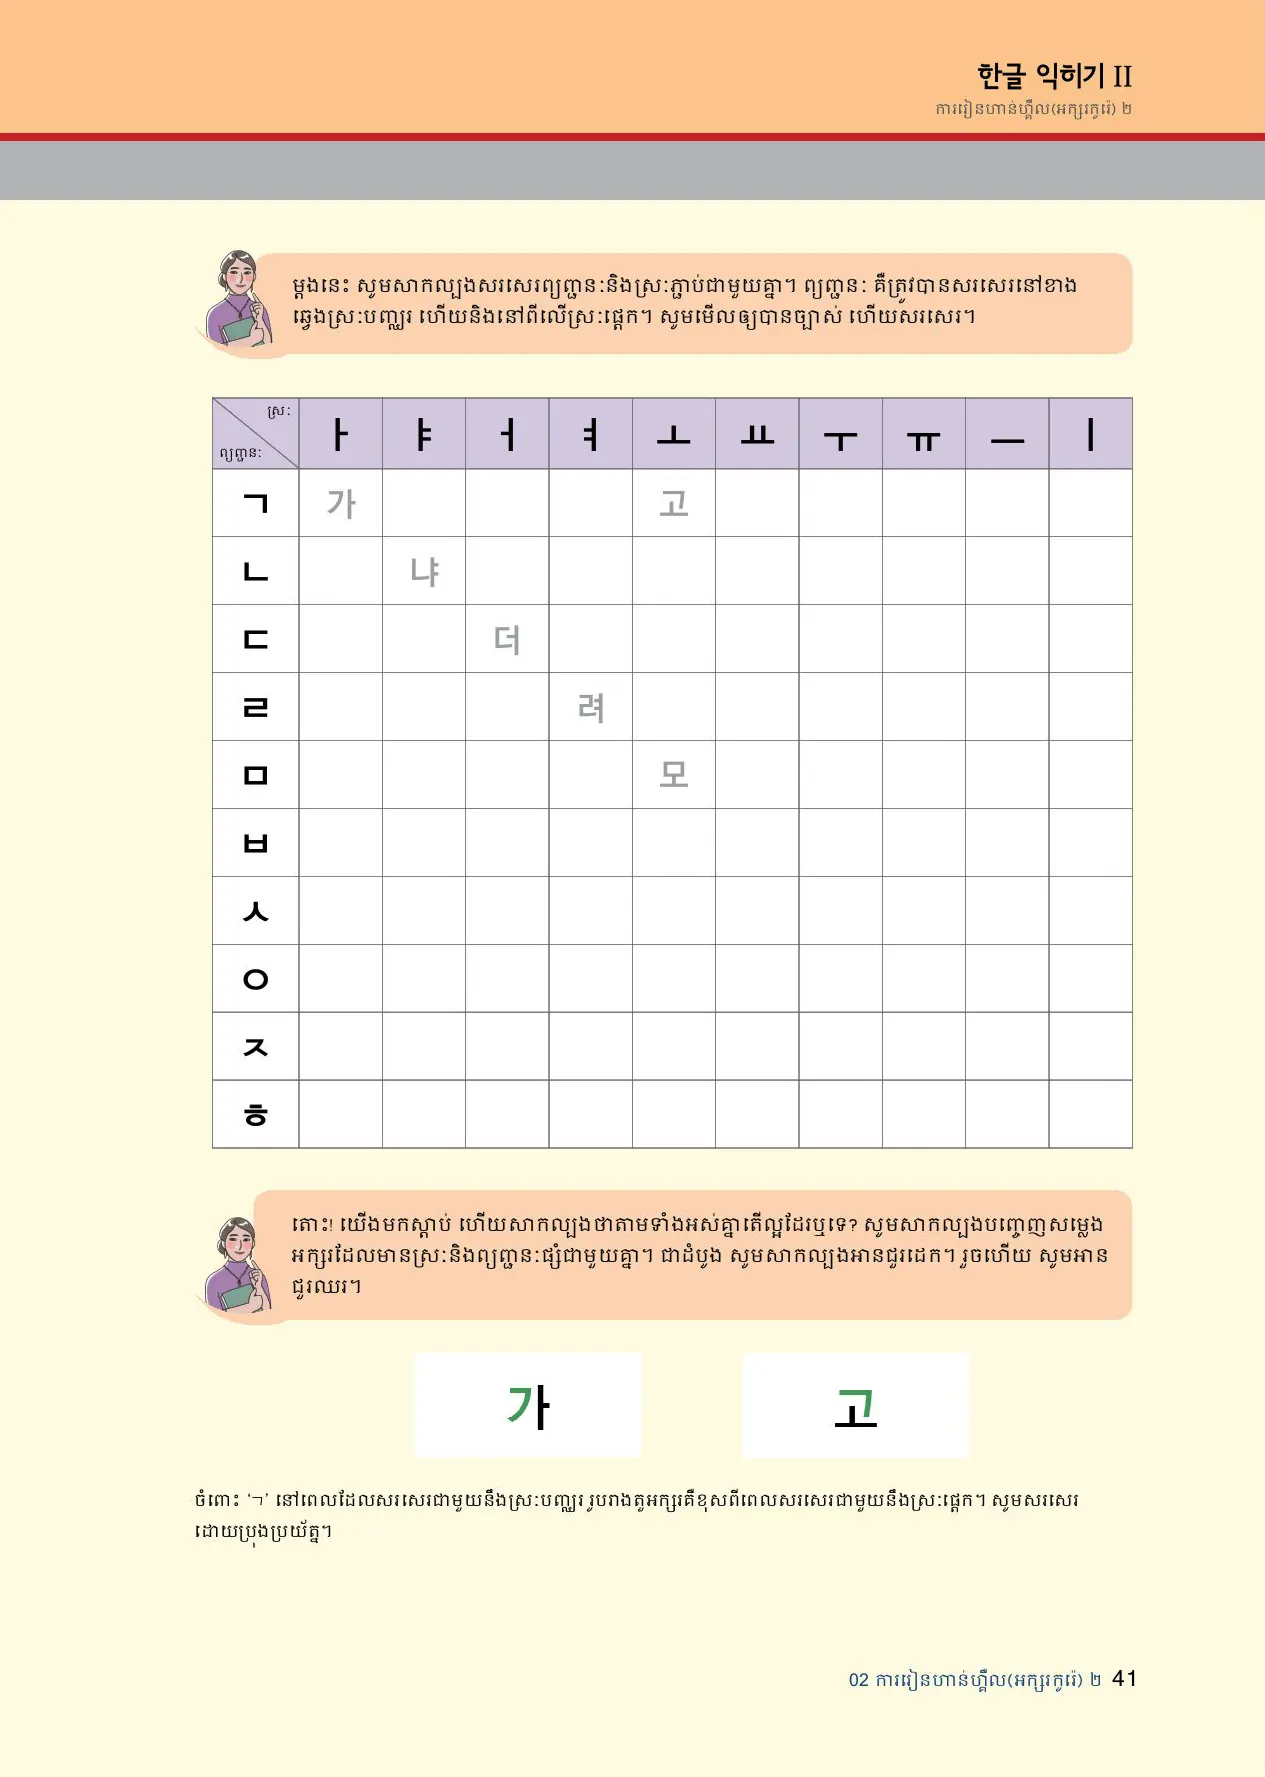 한글 익히기 II
ការរៀនហាន់ហ្គឺល(អក្សរកូរ៉េ) ២
ម្ដងនេះ សូមសាកល្បងសរសេរព្យញ្ជនៈនិងស្រៈភ្ជាប់ជាមួយគ្នា។ ព្យញ្ជនៈ គឺត្រូវបានសរសេរនៅខាង
ឆ្វេងស្រៈបញ្ឈរ ហើយនិងនៅពីលើស្រៈផ្ដេក។ សូមមើលឲ្យបានច្បាស់ ហើយសរសេរ។
ស្រៈ
ព្យញ្ជនៈ
ㅏ ㅑ ㅓ ㅕ ㅗ ㅛ ㅜ ㅠ ㅡ ㅣ
ㄱ 가 고
ㄴ 냐
ㄷ 더
ㄹ 려
ㅁ 모
ㅂ
ㅅ
ㅇ
ㅈ
ㅎ
តោះ! យើងមកស្ដាប់ ហើយសាកល្បងថាតាមទាំងអស់គ្នាតើល្អដែរឬទេ? សូមសាកល្បងបញ្ចេញសម្លេង
អក្សរដែលមានស្រៈនិងព្យញ្ជនៈផ្សំជាមួយគ្នា។ ជាដំបូង សូមសាកល្បងអានជួរដេក។ រួចហើយ សូមអាន
ជួរឈរ។
가 고
ចំពោះ ‘ㄱ’ នៅពេលដែលសរសេរជាមួយនឹងស្រៈបញ្ឈរ រូបរាងតួអក្សរគឺខុសពីពេលសរសេរជាមួយនឹងស្រៈផ្ដេក។ សូមសរសេរ
ដោយប្រុងប្រយ័ត្ន។
02 ការរៀនហាន់ហ្គឺល(អក្សរកូរ៉េ) ២ 41